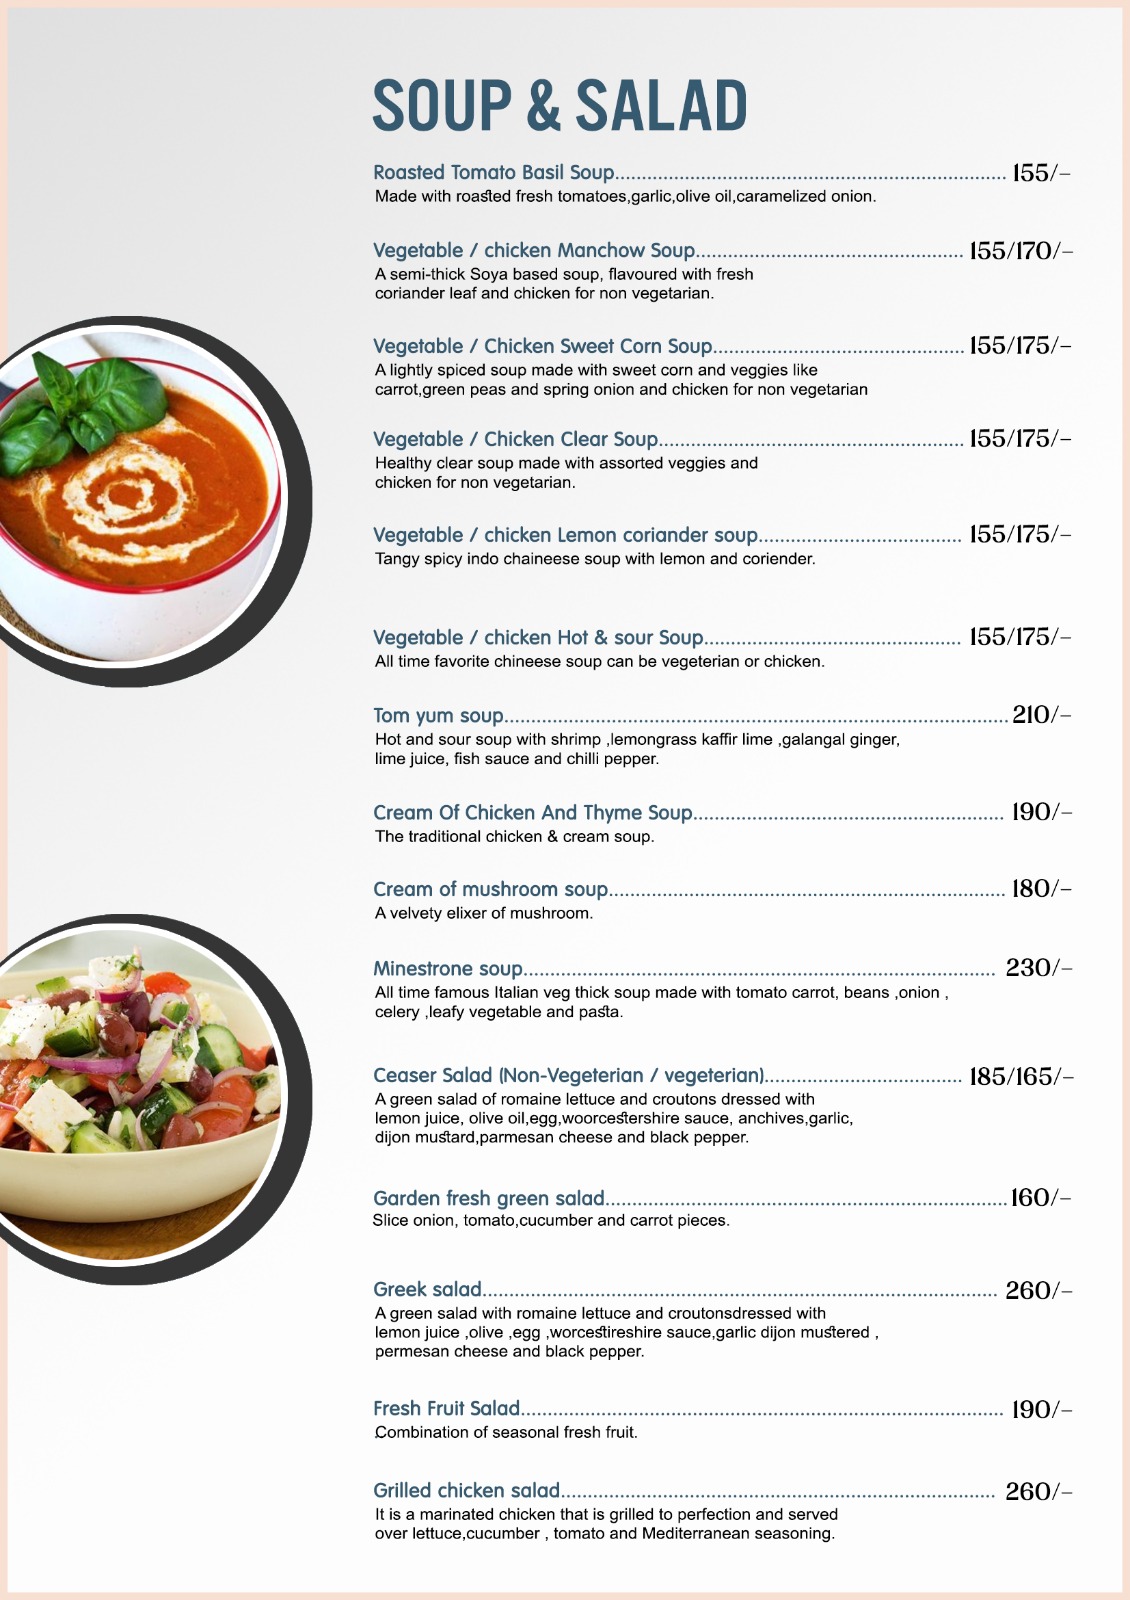 SOUP & SALAD
Roasted Tomato Basil Soup.......... 155/-
Made with roasted fresh tomatoes,garlic,olive oil,caramelized onion.
Vegetable / chicken Manchow Soup.......... 155/170/-
A semi-thick Soya based soup, flavoured with fresh
coriander leaf and chicken for non vegetarian.
Vegetable / Chicken Sweet Corn Soup.......... 155/175/-
A lightly spiced soup made with sweet corn and veggies like
carrot,green peas and spring onion and chicken for non vegetarian
Vegetable / Chicken Clear Soup.......... 155/175/-
Healthy clear soup made with assorted veggies and
chicken for non vegetarian.
Vegetable / chicken Lemon coriander soup.......... 155/175/-
Tangy spicy indo chaineese soup with lemon and coriender.
Vegetable / chicken Hot & sour Soup.......... 155/175/-
All time favorite chineese soup can be vegeterian or chicken.
Tom yum soup.......... 210/-
Hot and sour soup with shrimp ,lemongrass kaffir lime ,galangal ginger,
lime juice, fish sauce and chilli pepper.
Cream Of Chicken And Thyme Soup.......... 190/-
The traditional chicken & cream soup.
Cream of mushroom soup.......... 180/-
A velvety elixer of mushroom.
Minestrone soup.......... 230/-
All time famous Italian veg thick soup made with tomato carrot, beans ,onion ,
celery ,leafy vegetable and pasta.
Ceaser Salad (Non-Vegeterian / vegeterian).......... 185/165/-
A green salad of romaine lettuce and croutons dressed with
lemon juice, olive oil,egg,woorcestershire sauce, anchives,garlic,
dijon mustard,parmesan cheese and black pepper.
Garden fresh green salad.......... 160/-
Slice onion, tomato,cucumber and carrot pieces.
Greek salad.......... 260/-
A green salad with romaine lettuce and croutonsdressed with
lemon juice ,olive ,egg ,worcestireshire sauce,garlic dijon mustered ,
permesan cheese and black pepper.
Fresh Fruit Salad.......... 190/-
Combination of seasonal fresh fruit.
Grilled chicken salad.......... 260/-
It is a marinated chicken that is grilled to perfection and served
over lettuce,cucumber , tomato and Mediterranean seasoning.